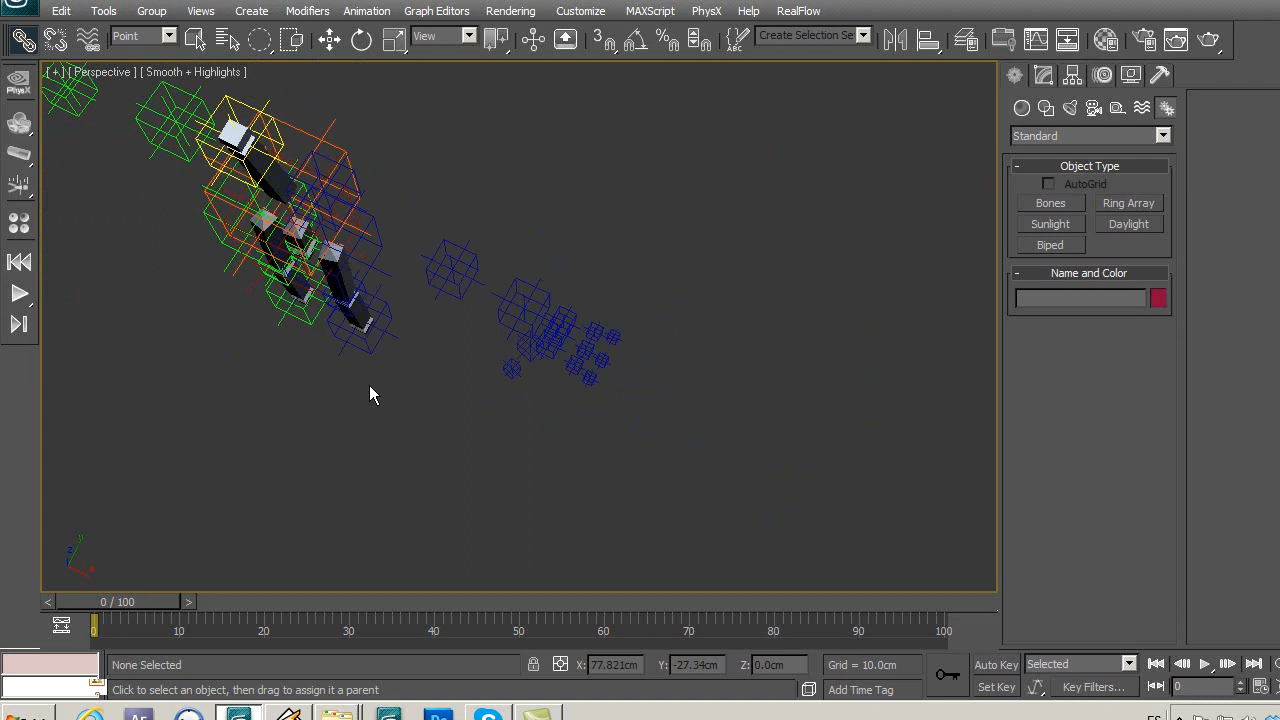 Edit Tools Group Views Create Modifiers Animation Graph Editors Rendering Customize MAXScript PhysX Help RealFlow
Point View 3 Create Selection Se
[ + ] [ Perspective ] [ Smooth + Highlights ]
PhysX
Standard
- Object Type
AutoGrid
Bones Ring Array
Sunlight Daylight
Biped
- Name and Color
y
z
x
< 0 / 100 >
0 10 20 30 40 50 60 70 80 90 100
None Selected X: 77.821cm Y: -27.34cm Z: 0.0cm Grid = 10.0cm Auto Key Selected
Click to select an object, then drag to assign it a parent Add Time Tag Set Key Key Filters... 0